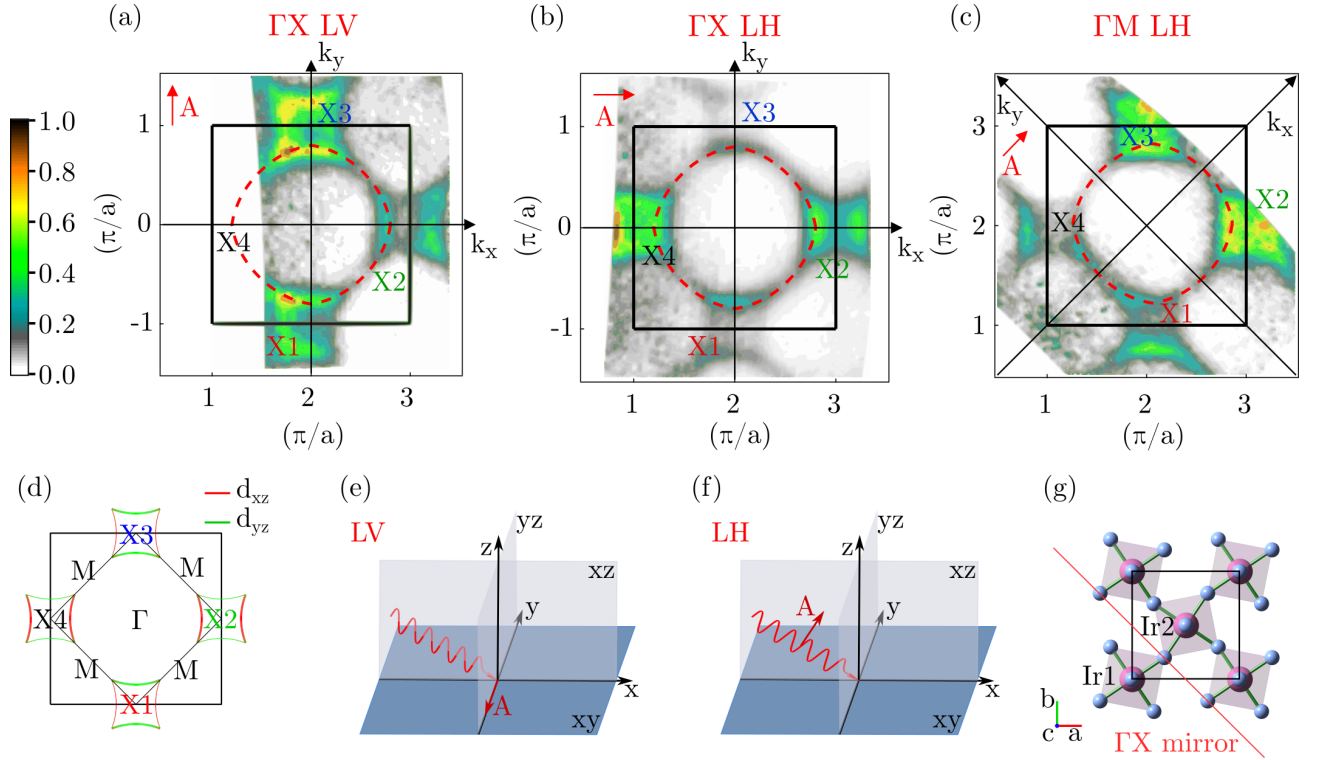 (a)
ΓX LV
(b)
ΓX LH
(c)
ΓM LH
1.0
0.8
0.6
0.4
0.2
0.0
A
k_y
X3
X4
X2
X1
k_x
1
0
-1
(π/a)
1 2 3
(π/a)
A
k_y
X3
X4
X2
X1
k_x
1
0
-1
(π/a)
1 2 3
(π/a)
k_y
k_x
A
X3
X2
X4
X1
3
2
1
(π/a)
1 2 3
(π/a)
(d)
d_xz
d_yz
X3
M M
X4 Γ X2
M M
X1
(e)
LV
yz
z
xz
y
x
A
xy
(f)
LH
yz
z
xz
A
y
x
xy
(g)
Ir2
Ir1
b
c a
ΓX mirror